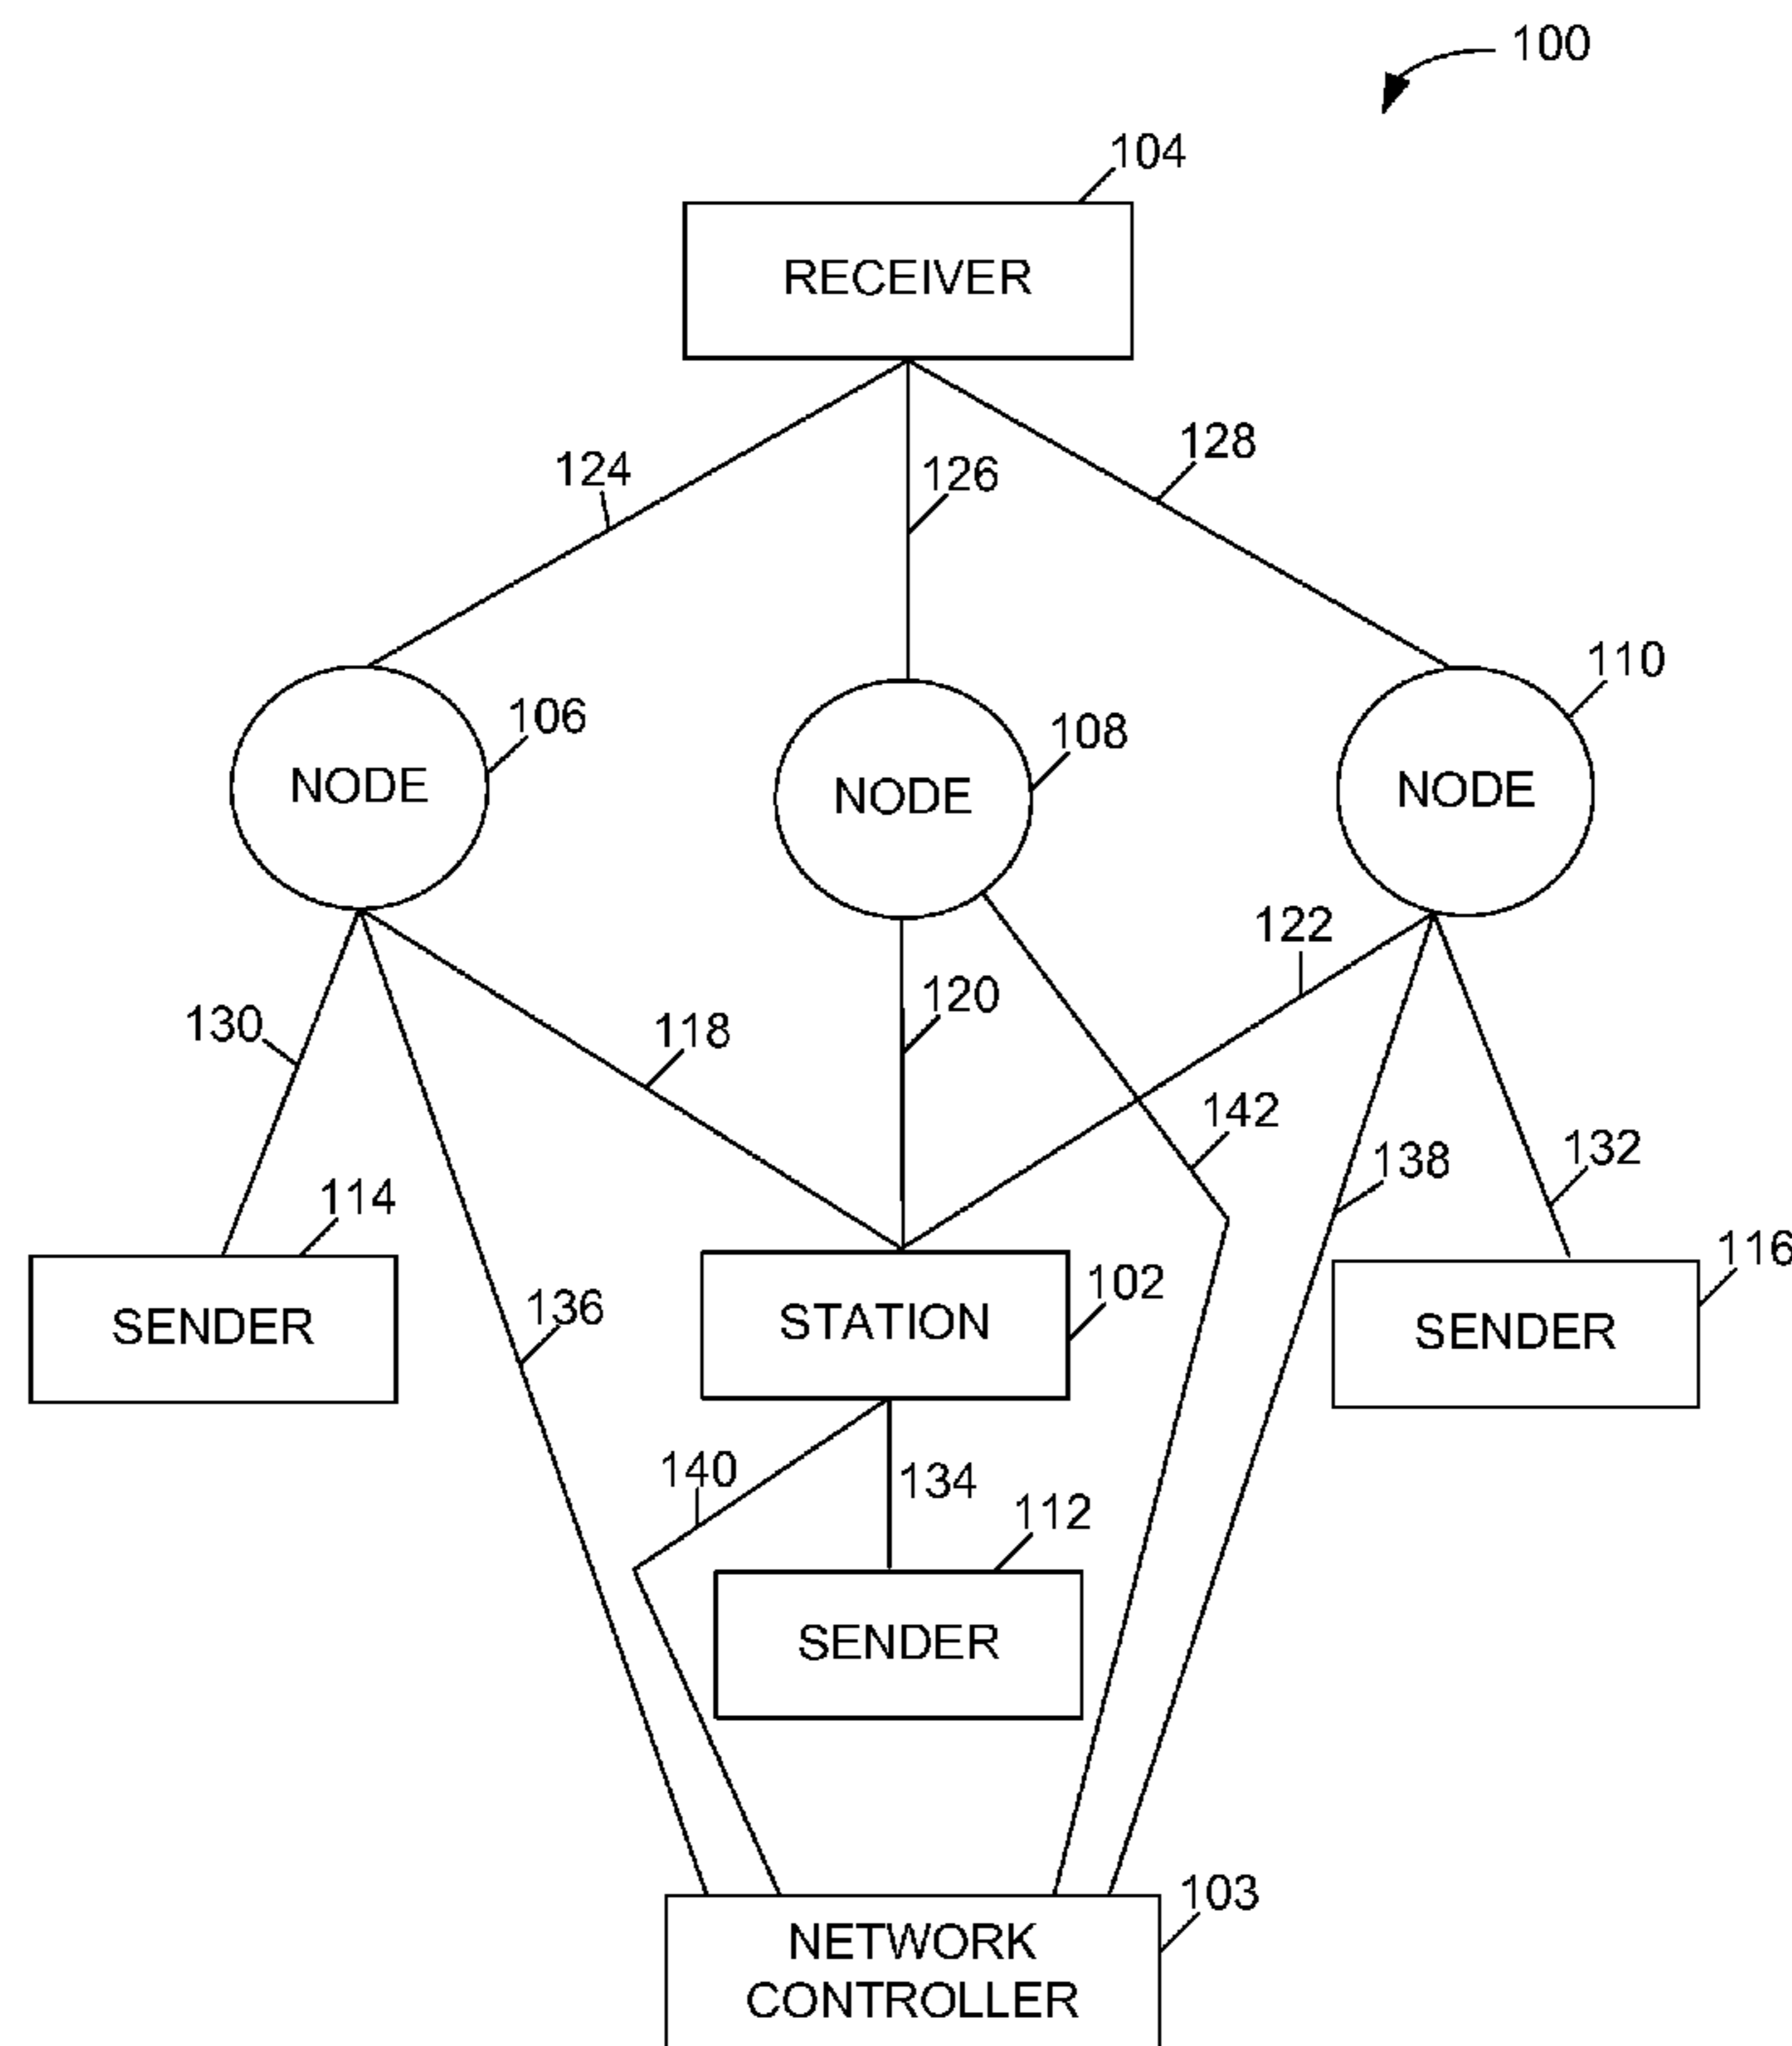 100
104
RECEIVER
124
126
128
106
108
110
NODE
NODE
NODE
122
130
118
120
142
138
132
114
102
116
SENDER
136
STATION
SENDER
140
134
112
SENDER
103
NETWORK
CONTROLLER